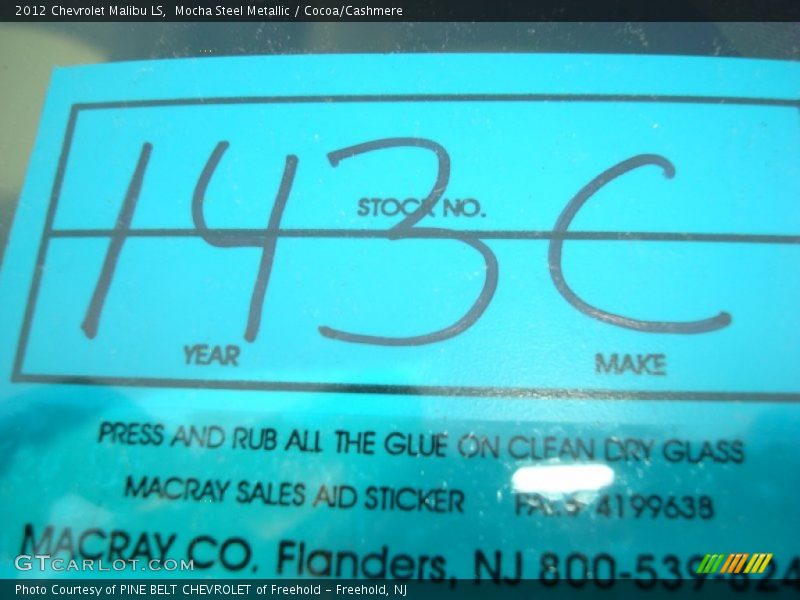 2012 Chevrolet Malibu LS, Mocha Steel Metallic / Cocoa/Cashmere
143C
STOCK NO.
YEAR MAKE
PRESS AND RUB ALL THE GLUE ON CLEAN DRY GLASS
MACRAY SALES AID STICKER 4199638
MACRAY CO. Flanders, NJ 800-539-
GTCARLOT.COM
Photo Courtesy of PINE BELT CHEVROLET of Freehold - Freehold, NJ